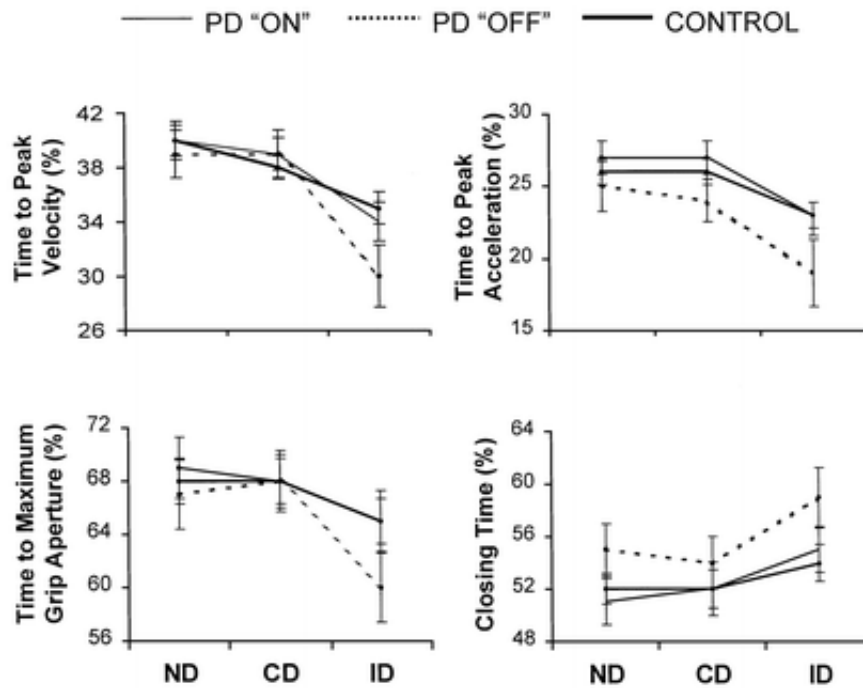 PD “ON” PD “OFF” CONTROL
Time to Peak
Velocity (%)
42
38
34
30
26
Time to Peak
Acceleration (%)
30
25
20
15
Time to Maximum
Grip Aperture (%)
72
68
64
60
56
ND CD ID
Closing Time (%)
64
60
56
52
48
ND CD ID